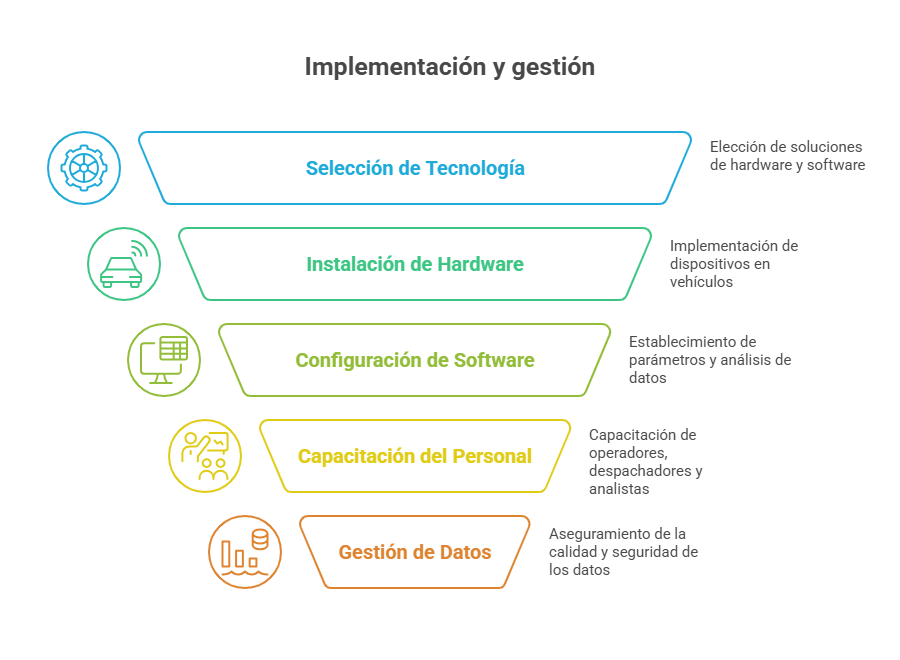 Implementación y gestión
Selección de Tecnología
Elección de soluciones
de hardware y software
Instalación de Hardware
Implementación de
dispositivos en
vehículos
Configuración de Software
Establecimiento de
parámetros y análisis de
datos
Capacitación del Personal
Capacitación de
operadores,
despachadores y
analistas
Gestión de Datos
Aseguramiento de la
calidad y seguridad de
los datos